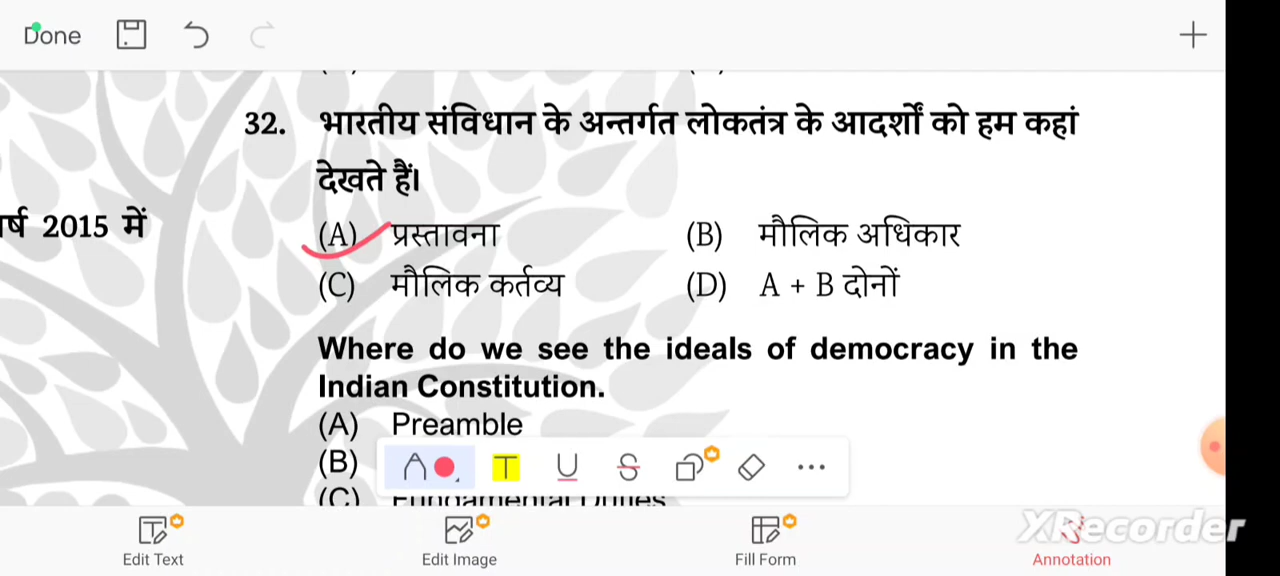 Done
32. भारतीय संविधान के अन्तर्गत लोकतंत्र के आदर्शों को हम कहां
देखते हैं।
र्ष 2015 में
(A) प्रस्तावना (B) मौलिक अधिकार
(C) मौलिक कर्तव्य (D) A + B दोनों
Where do we see the ideals of democracy in the
Indian Constitution.
(A) Preamble
(B)
(C) Fundamental Duties
Edit Text Edit Image Fill Form Annotation
XRecorder